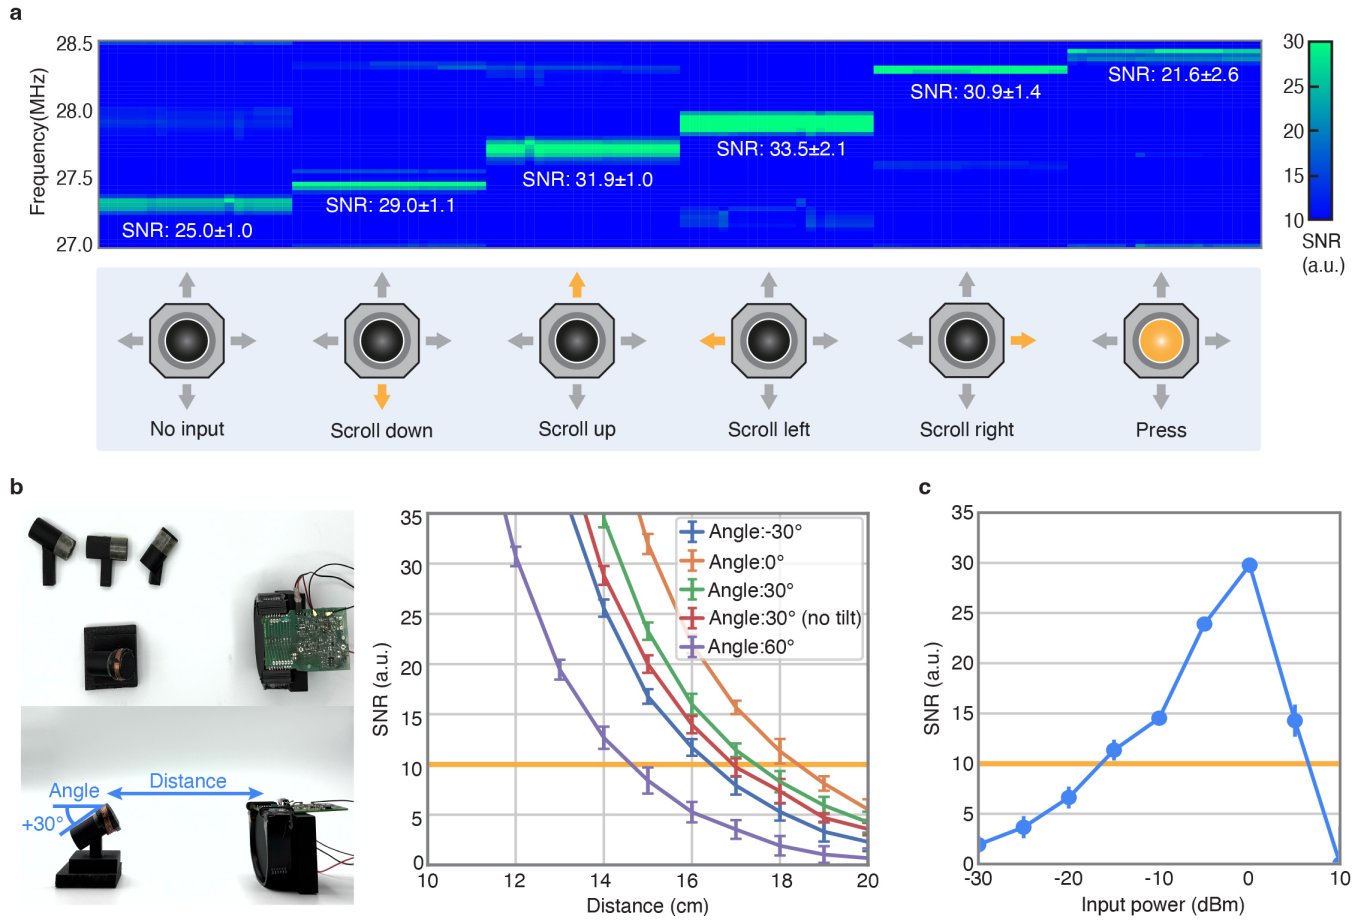 a
28.5
28.0
27.5
27.0
Frequency(MHz)
SNR: 25.0±1.0
SNR: 29.0±1.1
SNR: 31.9±1.0
SNR: 33.5±2.1
SNR: 30.9±1.4
SNR: 21.6±2.6
30
25
20
15
10
SNR
(a.u.)
No input
Scroll down
Scroll up
Scroll left
Scroll right
Press
b
Angle
Distance
+30°
35
30
25
20
15
10
5
0
SNR (a.u.)
Angle:-30°
Angle:0°
Angle:30°
Angle:30° (no tilt)
Angle:60°
10
12
14
16
18
20
Distance (cm)
c
35
30
25
20
15
10
5
0
SNR (a.u.)
-30
-20
-10
0
10
Input power (dBm)